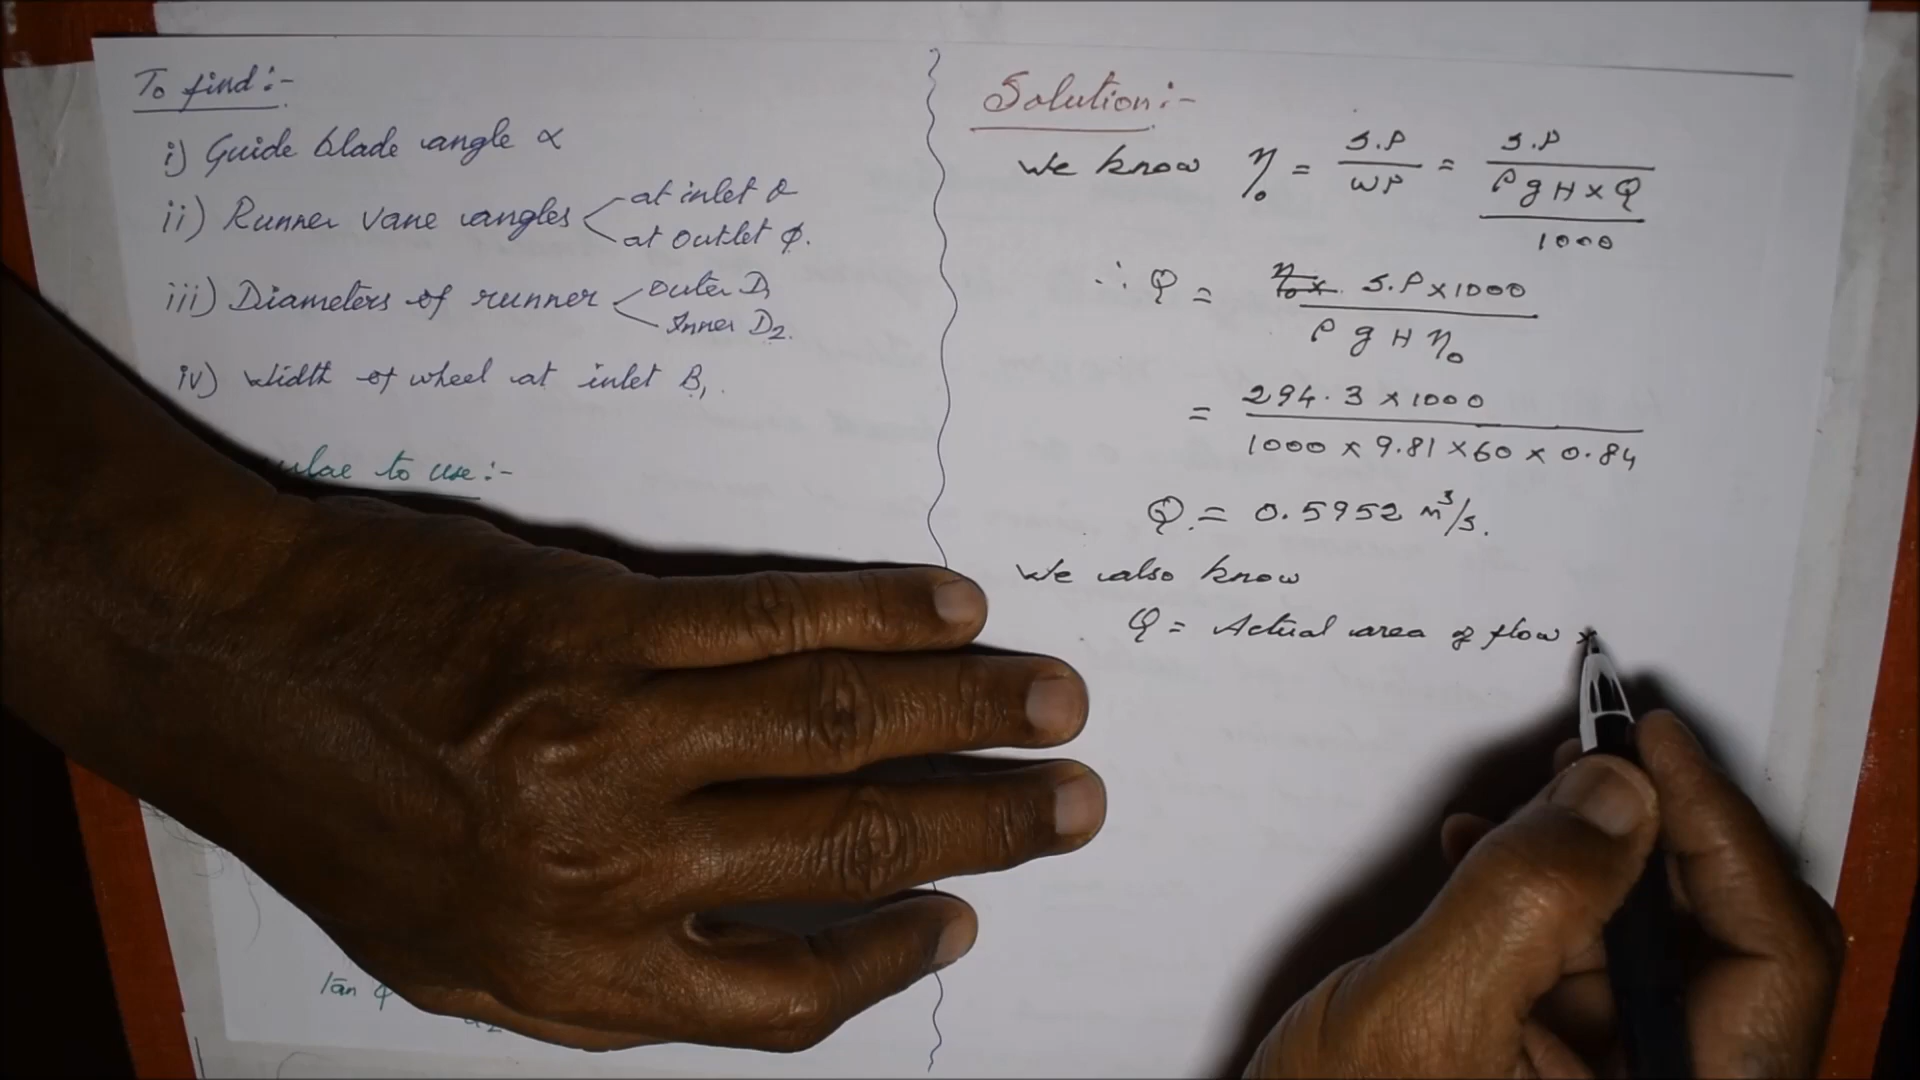 To find :-
i) Guide blade angle α
ii) Runner vane angles at inlet θ
at outlet φ.
iii) Diameters of runner outer D1
Inner D2.
iv) Width of wheel at inlet B1.
ulae to use :-
tan φ
Solution :-
We know η0 = S.P / WP = S.P / (ρ g H x Q / 1000)
∴ Q = S.P x 1000 / ρ g H η0
= 294.3 x 1000 / 1000 x 9.81 x 60 x 0.84
Q = 0.5952 m³/s.
We also know
Q = Actual area of flow x